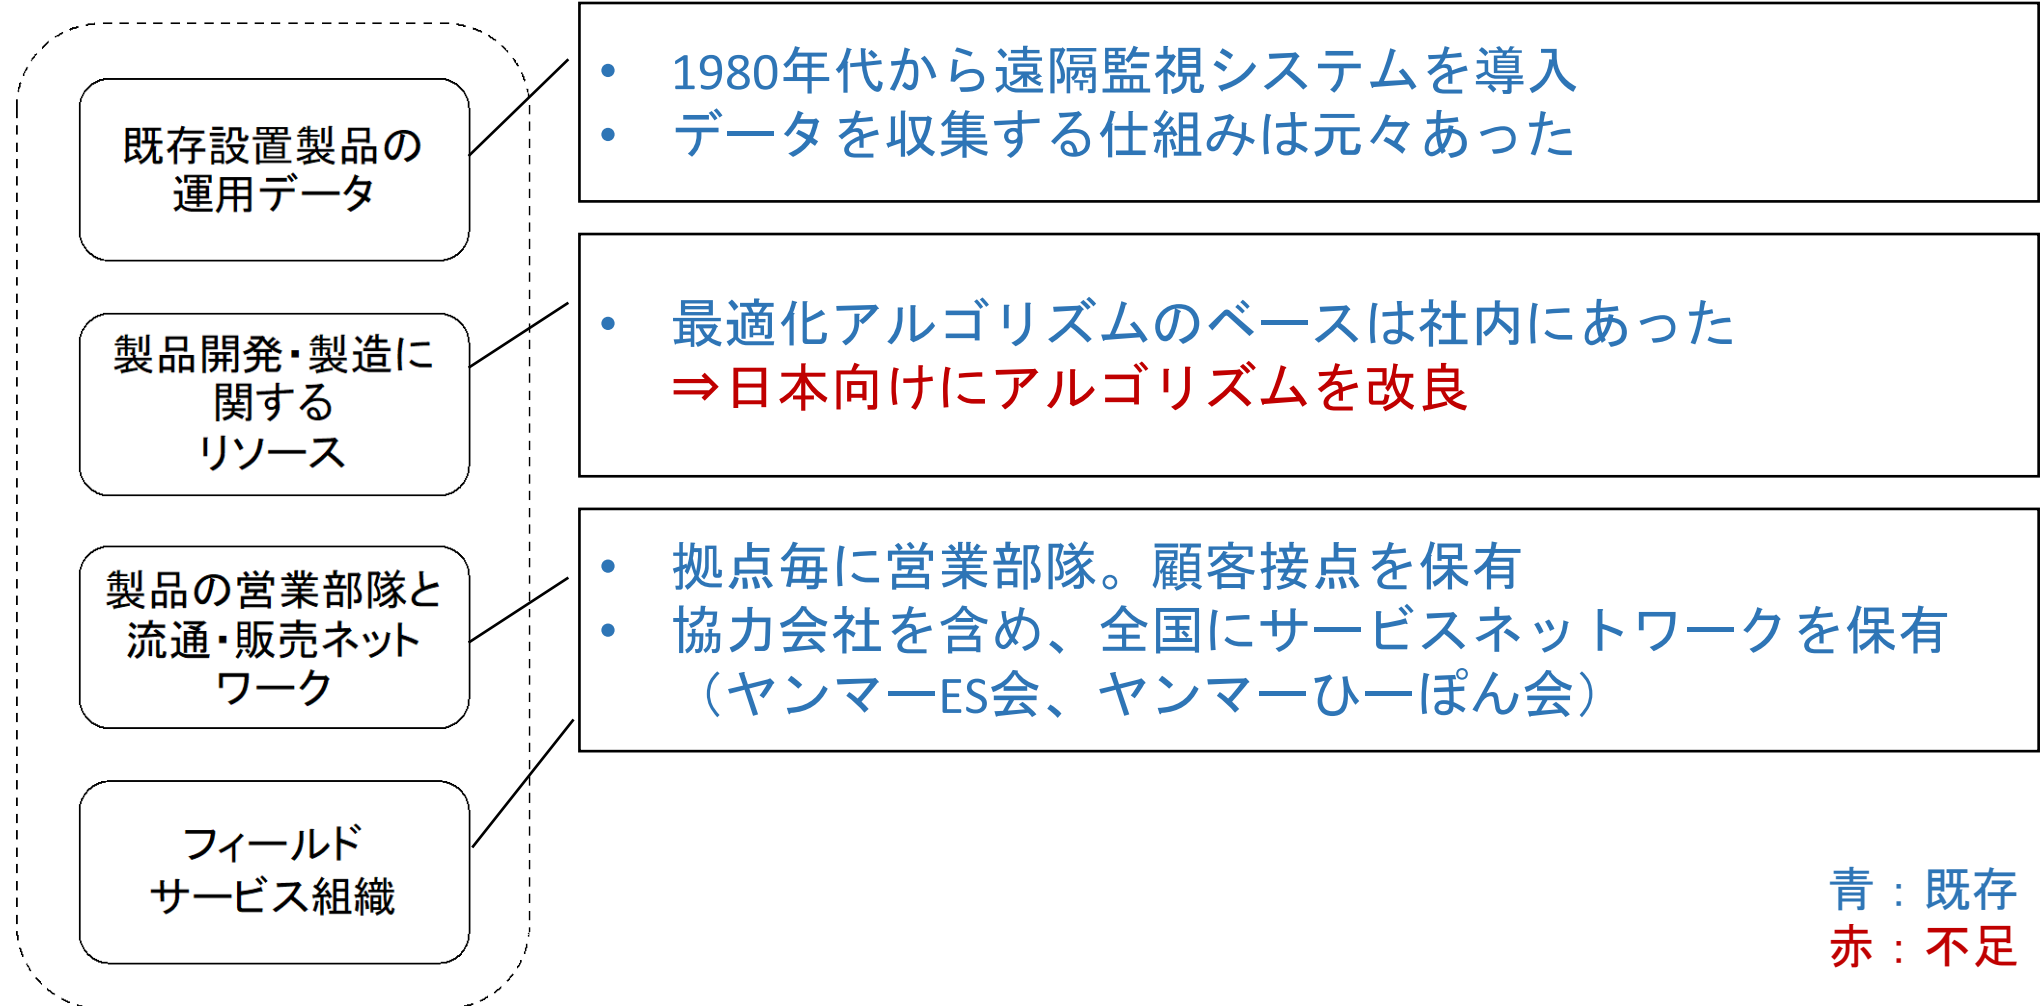 既存設置製品の
運用データ
• 1980年代から遠隔監視システムを導入
• データを収集する仕組みは元々あった
製品開発・製造に
関する
リソース
• 最適化アルゴリズムのベースは社内にあった
⇒日本向けにアルゴリズムを改良
製品の営業部隊と
流通・販売ネット
ワーク
• 拠点毎に営業部隊。顧客接点を保有
• 協力会社を含め、全国にサービスネットワークを保有
（ヤンマーES会、ヤンマーひーぽん会）
フィールド
サービス組織
青：既存
赤：不足